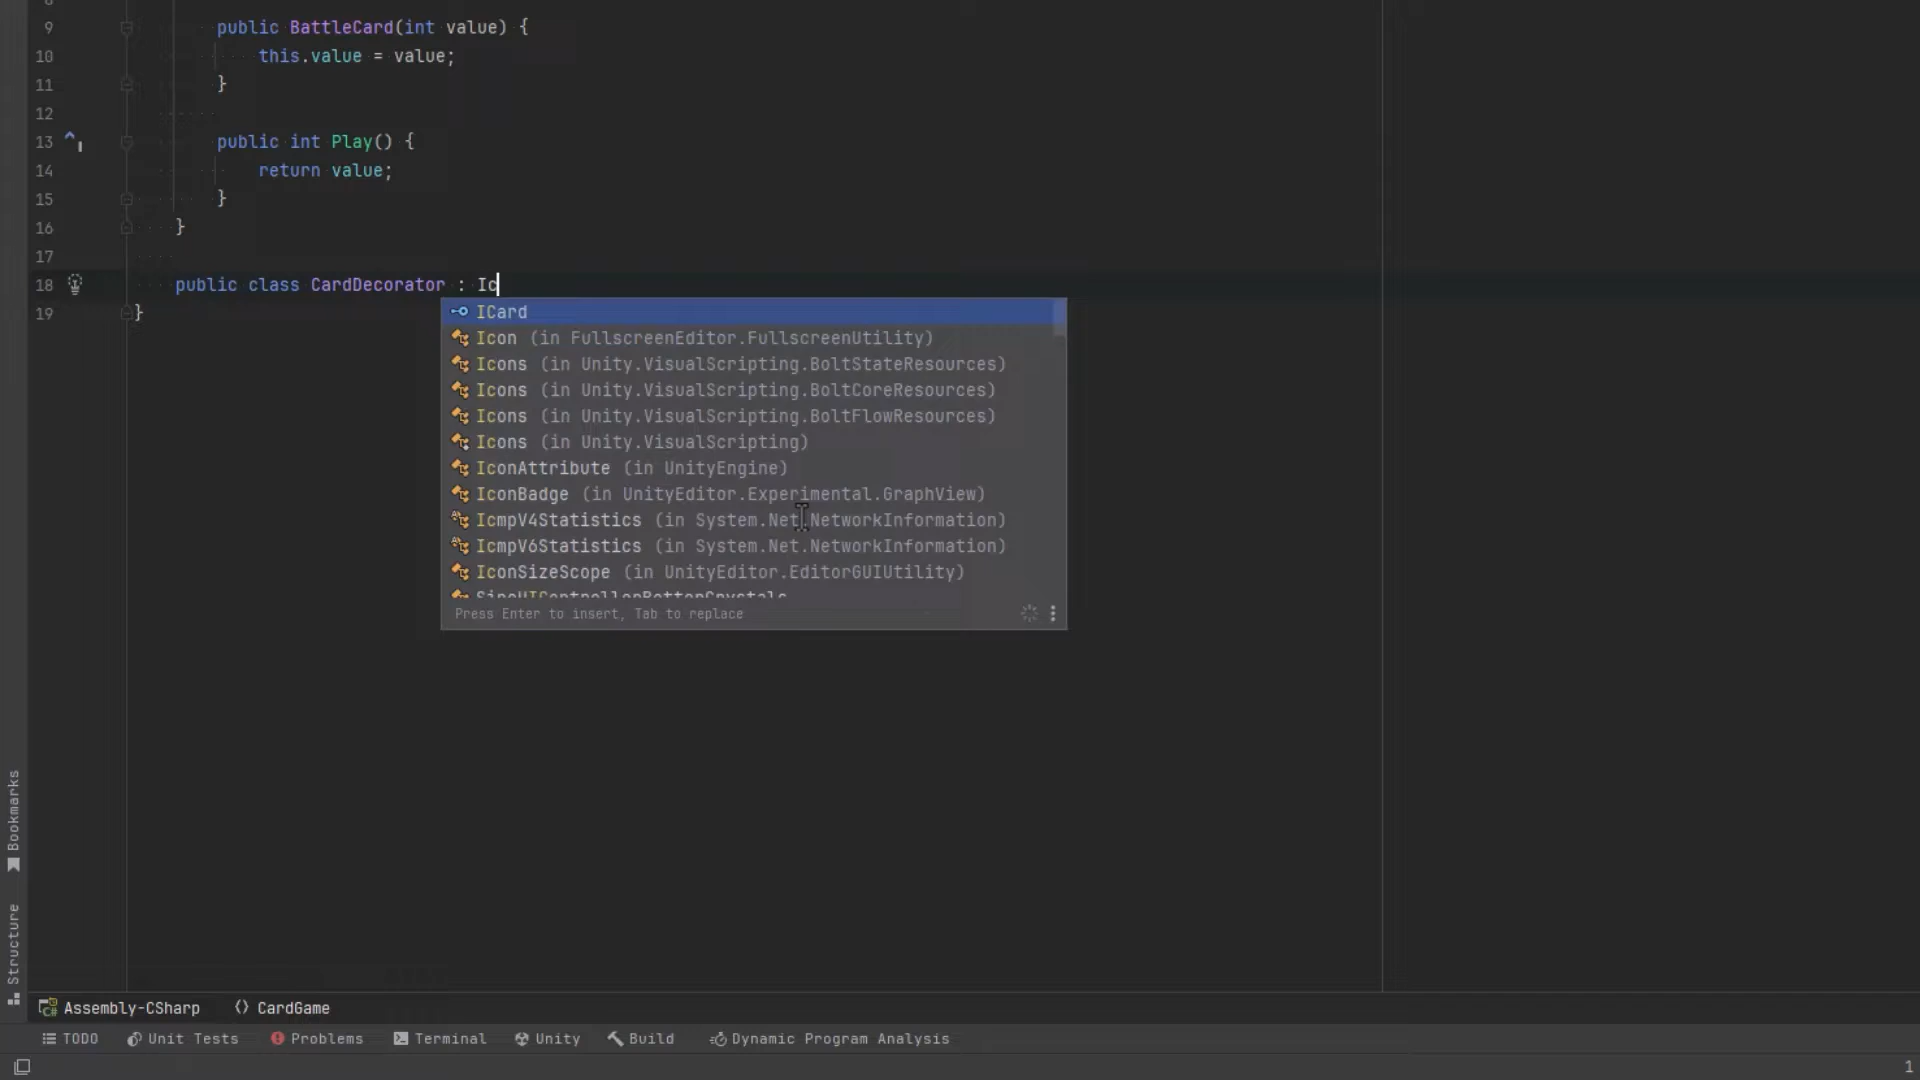 9 public BattleCard(int value) {
10 this.value = value;
11 }
12
13 public int Play() {
14 return value;
15 }
16 }
17
18 public class CardDecorator : Ic
19 }
ICard
Icon (in FullscreenEditor.FullscreenUtility)
Icons (in Unity.VisualScripting.BoltStateResources)
Icons (in Unity.VisualScripting.BoltCoreResources)
Icons (in Unity.VisualScripting.BoltFlowResources)
Icons (in Unity.VisualScripting)
IconAttribute (in UnityEngine)
IconBadge (in UnityEditor.Experimental.GraphView)
IcmpV4Statistics (in System.Net.NetworkInformation)
IcmpV6Statistics (in System.Net.NetworkInformation)
IconSizeScope (in UnityEditor.EditorGUIUtility)
Press Enter to insert, Tab to replace
Bookmarks
Structure
Assembly-CSharp CardGame
TODO Unit Tests Problems Terminal Unity Build Dynamic Program Analysis
1